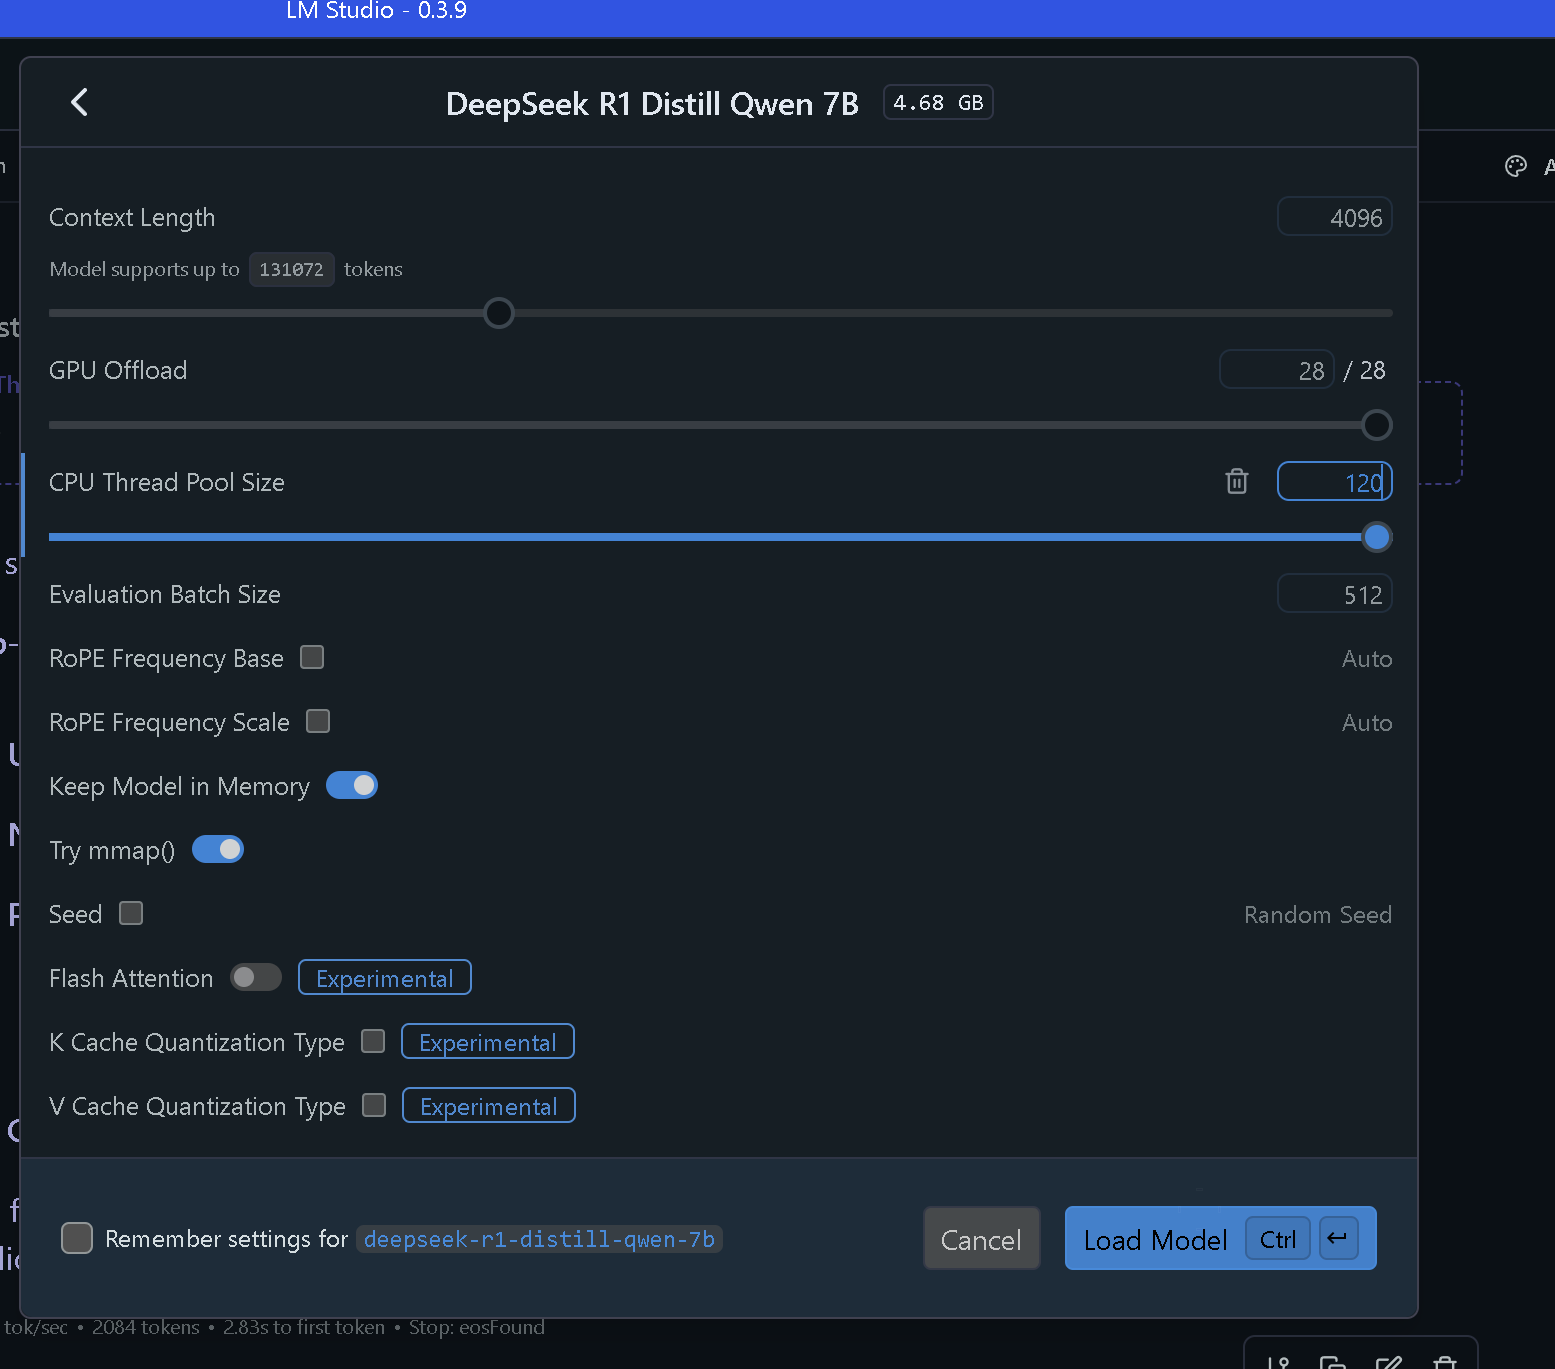 LM Studio - 0.3.9
DeepSeek R1 Distill Qwen 7B 4.68 GB
Context Length 4096
Model supports up to 131072 tokens
GPU Offload 28 / 28
CPU Thread Pool Size 120
Evaluation Batch Size 512
RoPE Frequency Base Auto
RoPE Frequency Scale Auto
Keep Model in Memory
Try mmap()
Seed Random Seed
Flash Attention Experimental
K Cache Quantization Type Experimental
V Cache Quantization Type Experimental
Remember settings for deepseek-r1-distill-qwen-7b Cancel Load Model Ctrl ↵
tok/sec • 2084 tokens • 2.83s to first token • Stop: eosFound